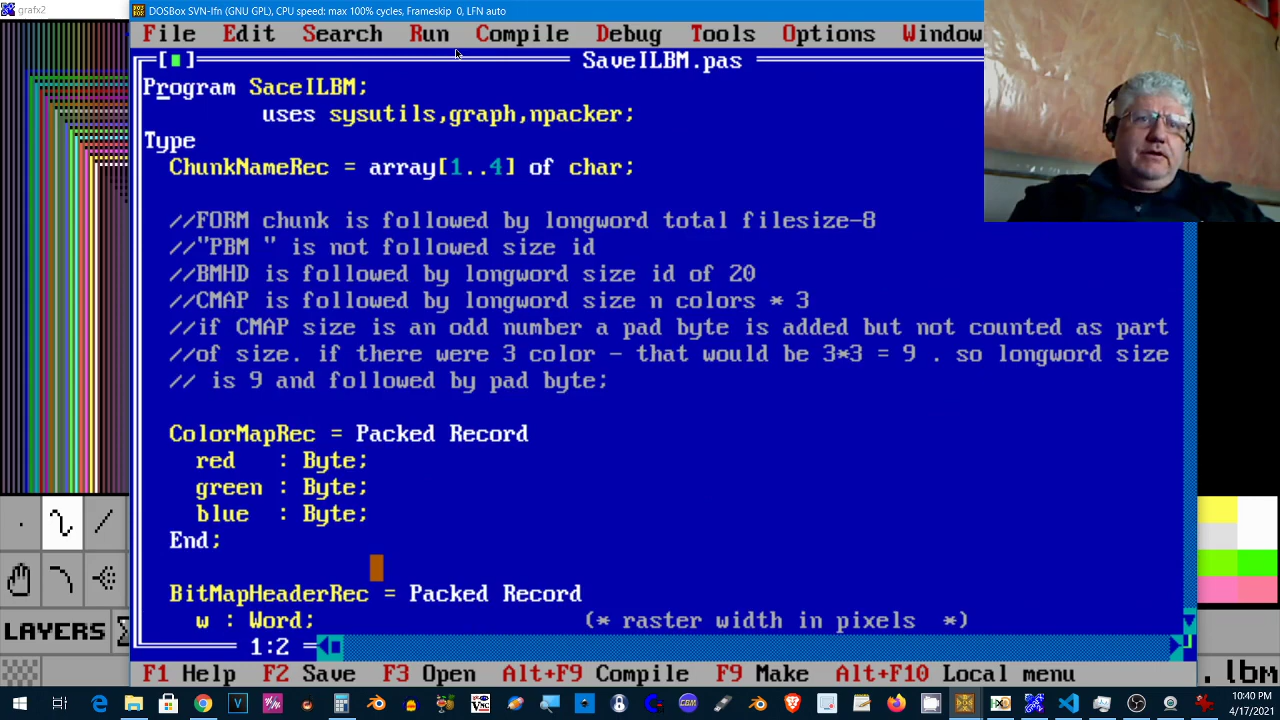 grafx2
DOSBox SVN-lfn (GNU GPL), CPU speed: max 100% cycles, Frameskip 0, LFN auto
File Edit Search Run Compile Debug Tools Options Window
[■] SaveILBM.pas
Program SaceILBM;
uses sysutils,graph,npacker;
Type
ChunkNameRec = array[1..4] of char;
//FORM chunk is followed by longword total filesize-8
//"PBM " is not followed size id
//BMHD is followed by longword size id of 20
//CMAP is followed by longword size n colors * 3
//if CMAP size is an odd number a pad byte is added but not counted as part
//of size. if there were 3 color - that would be 3*3 = 9 . so longword size
// is 9 and followed by pad byte;
ColorMapRec = Packed Record
red : Byte;
green : Byte;
blue : Byte;
End;
BitMapHeaderRec = Packed Record
w : Word; (* raster width in pixels *)
LAYERS
1:2
F1 Help F2 Save F3 Open Alt+F9 Compile F9 Make Alt+F10 Local menu
.lbm
10:40 PM
4/17/2021